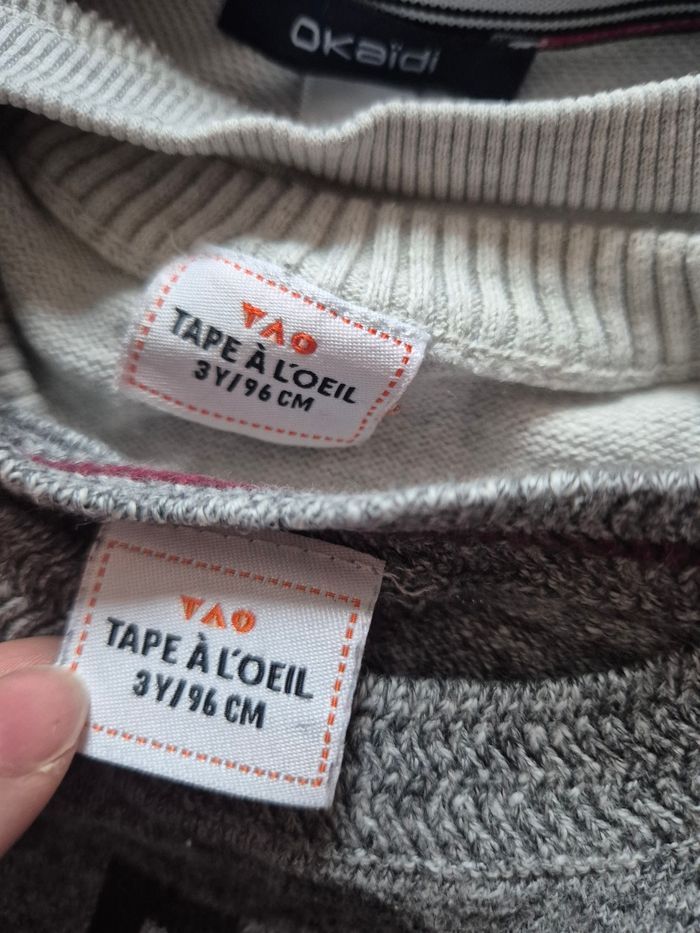 Okaïdi
TAO
TAPE À L'OEIL
3Y/96 CM
TAO
TAPE À L'OEIL
3Y/96 CM